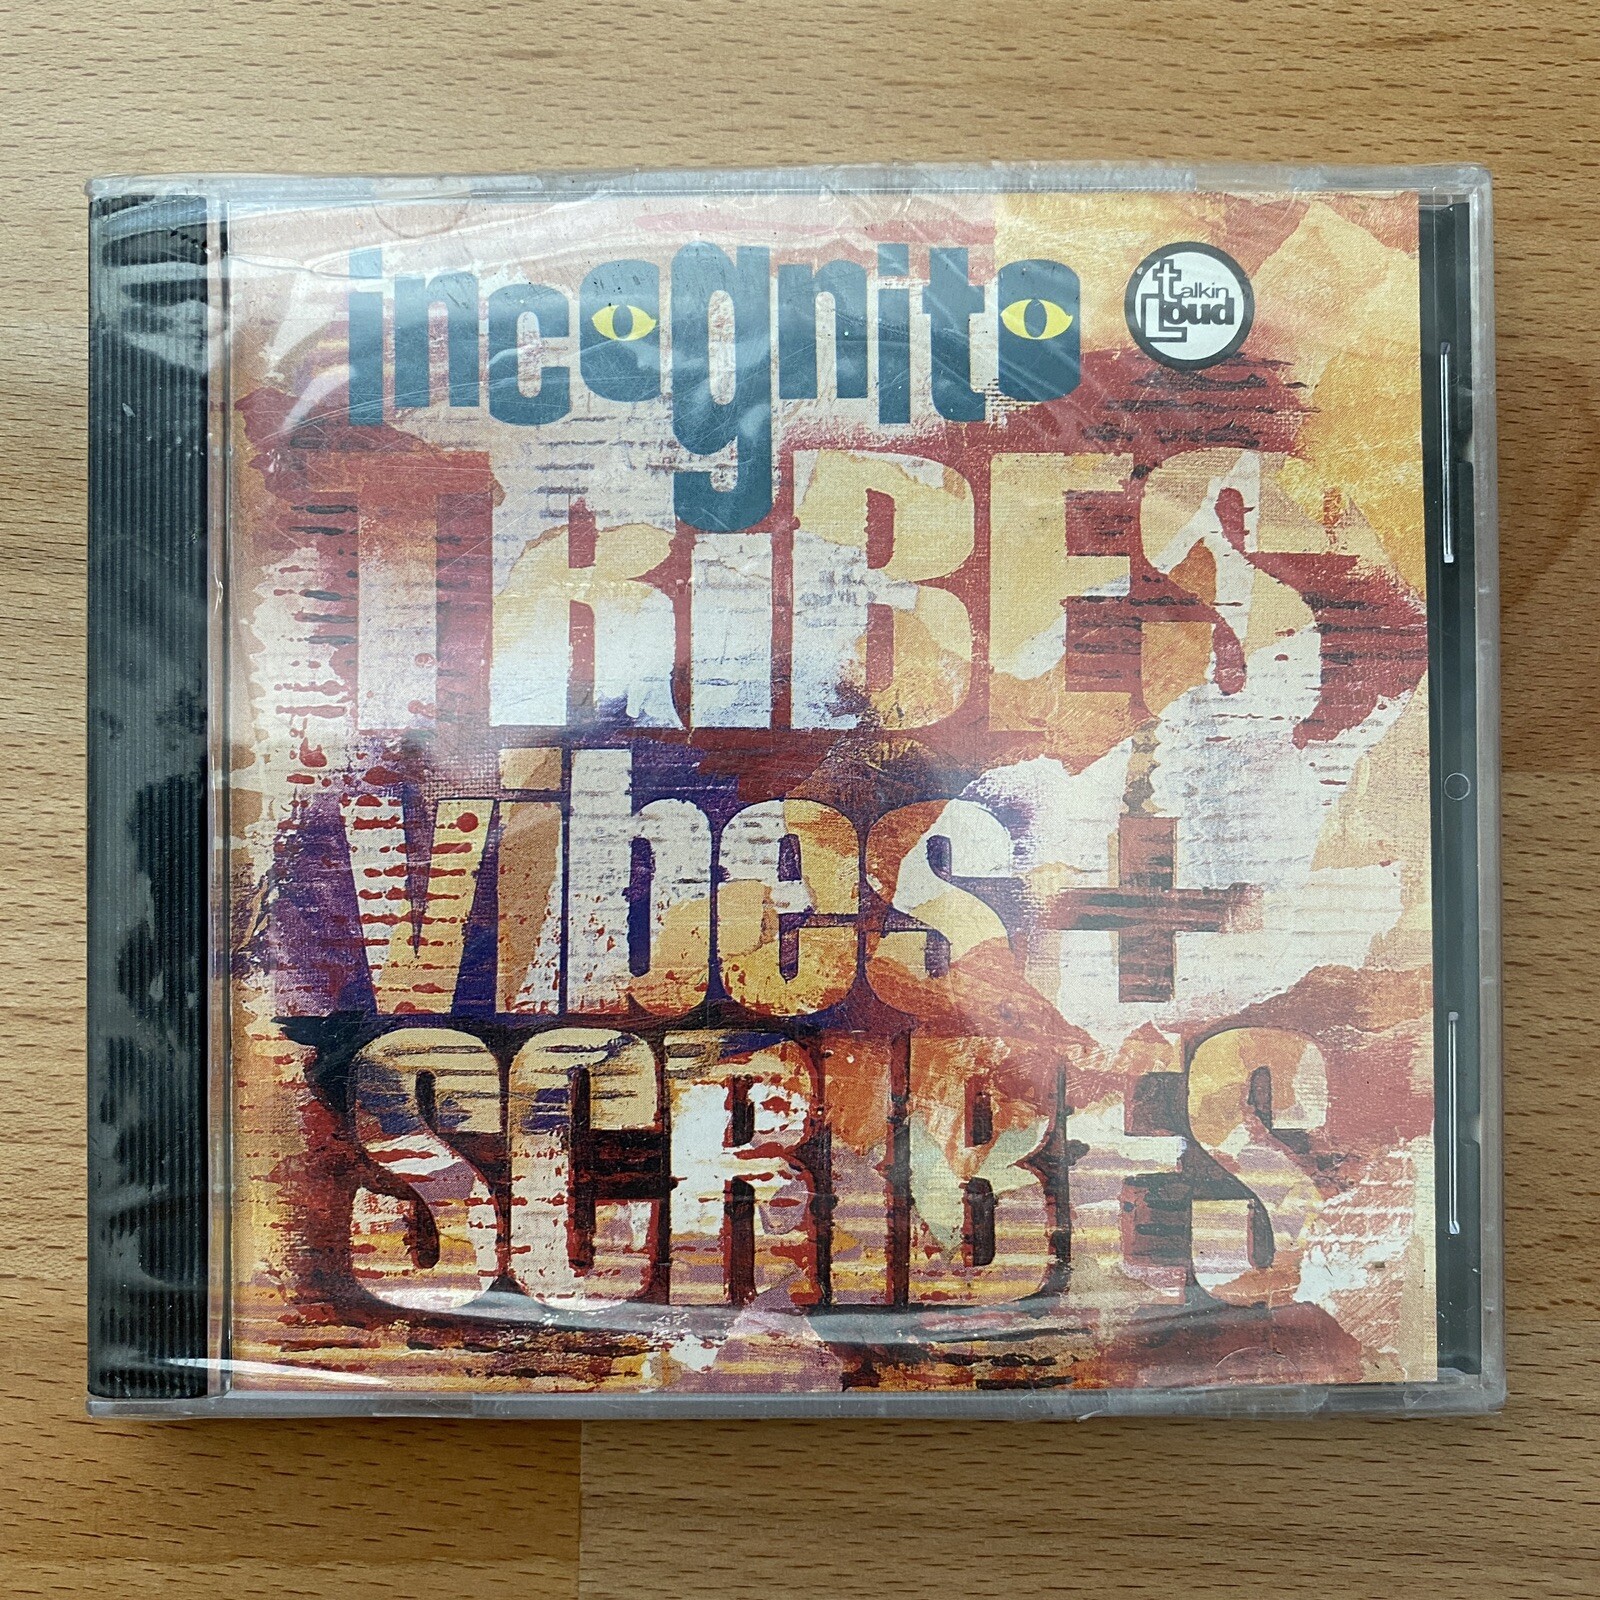 incognito
talkin
Loud
TRiBES
Vibes +
SCRIBES